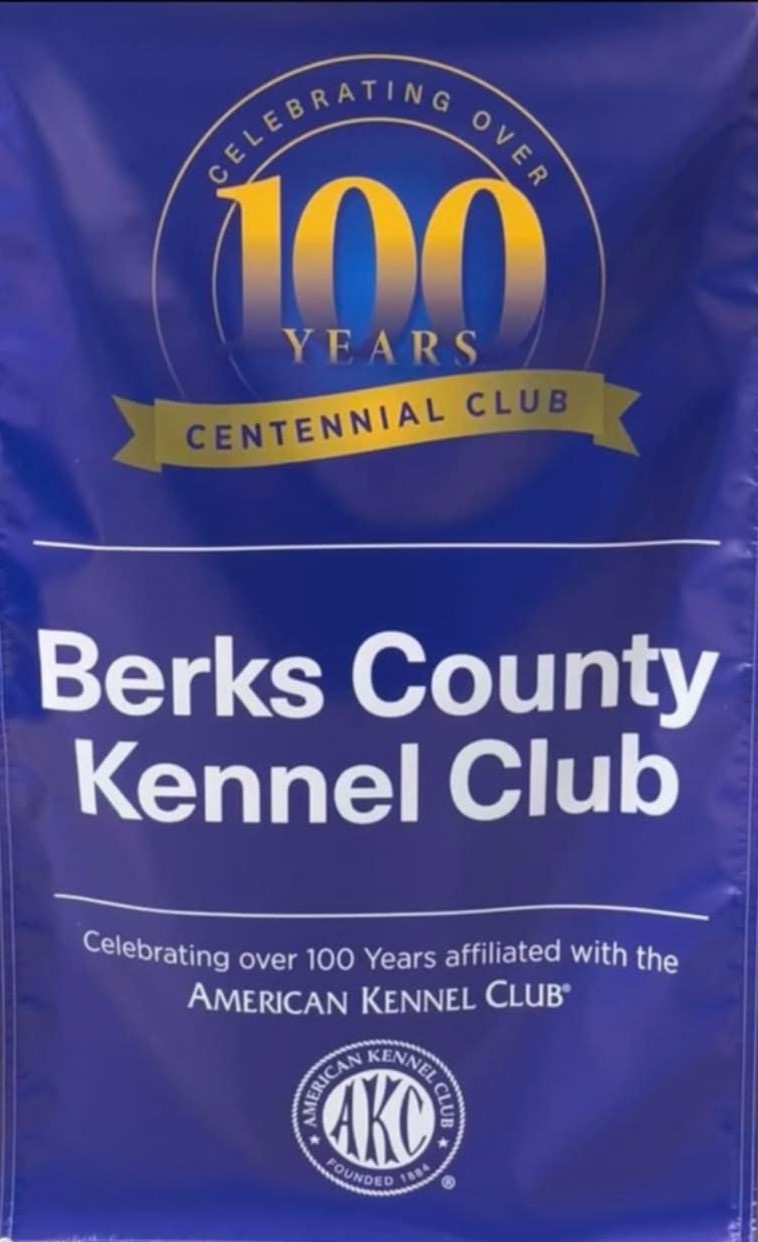 CELEBRATING OVER
100
YEARS
CENTENNIAL CLUB
Berks County
Kennel Club
Celebrating over 100 Years affiliated with the
AMERICAN KENNEL CLUB®
AMERICAN KENNEL CLUB
AKC
FOUNDED 1884
®